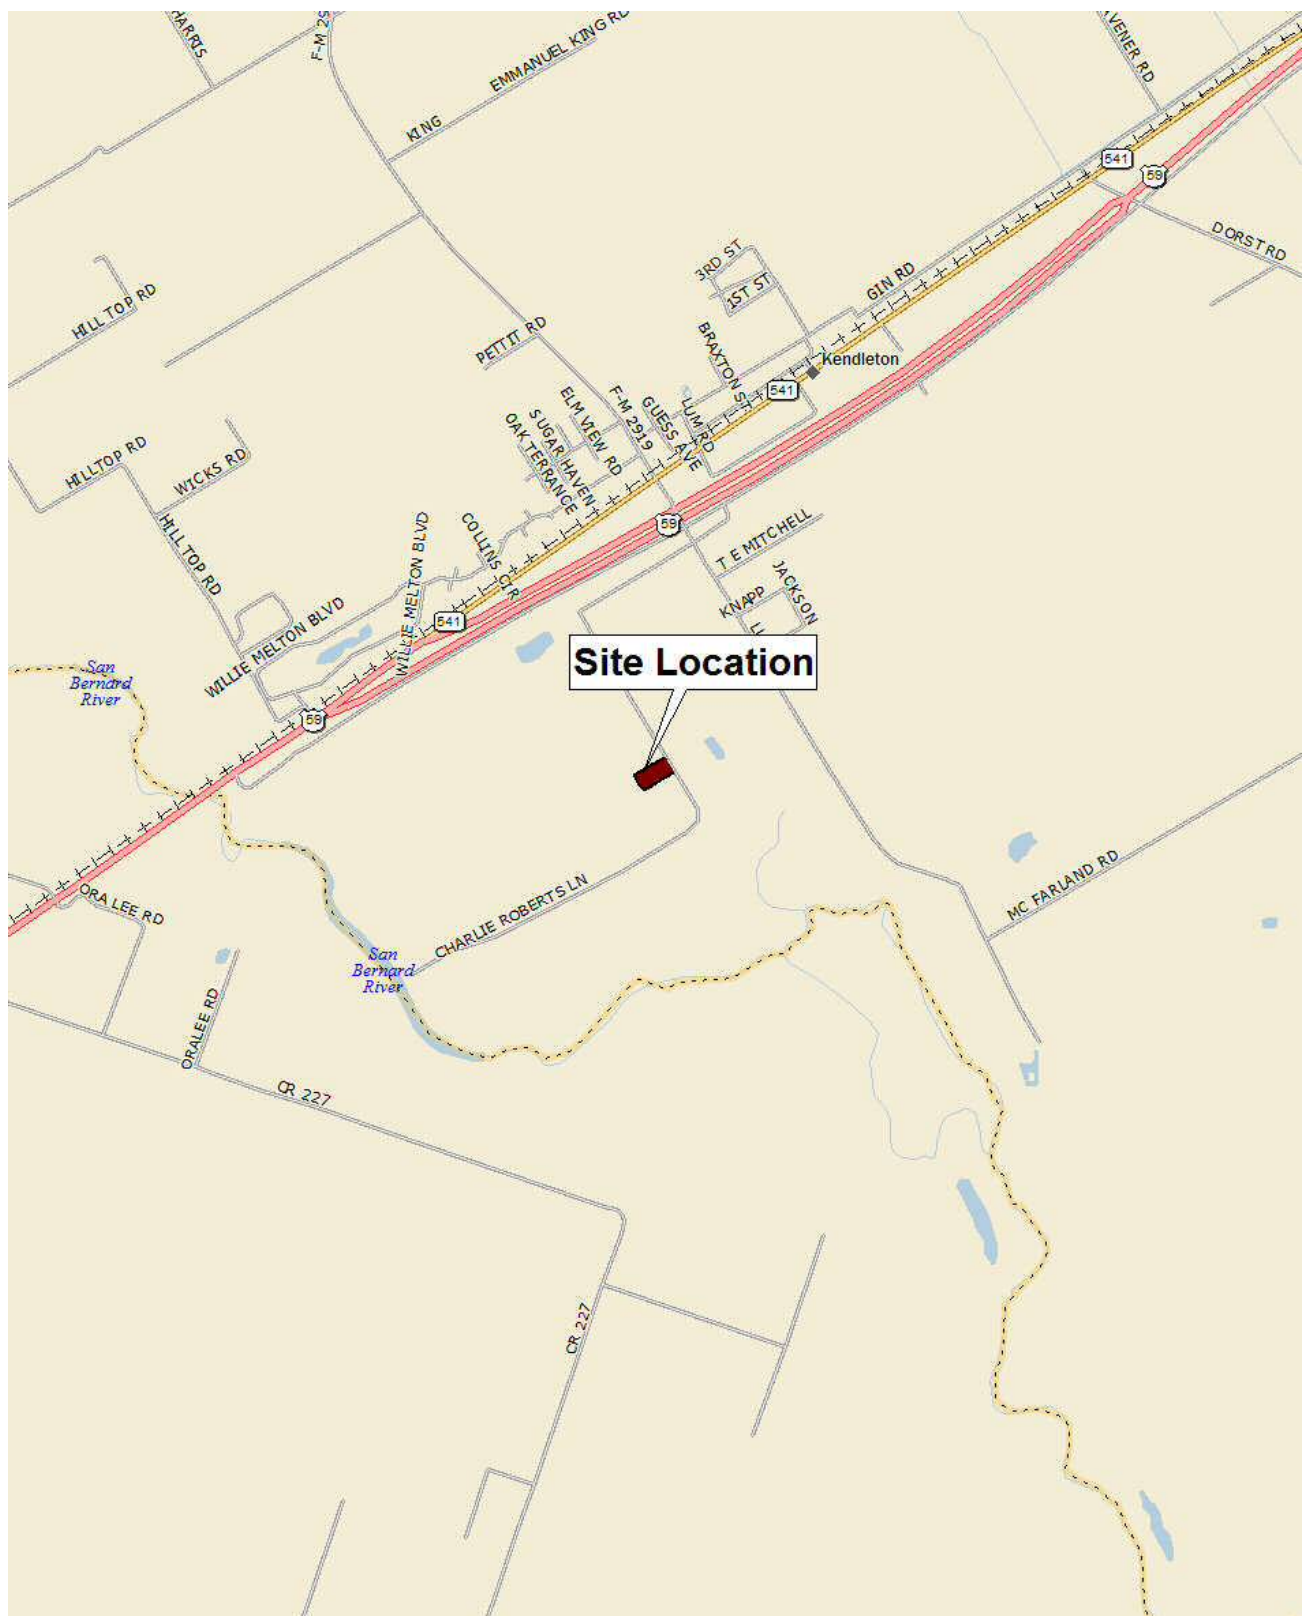 HARRIS
F-M 29
EMMANUEL KING RD
VENER RD
KING
541
59
DORST RD
3RD ST
1ST ST
GIN RD
HILL TOP RD
PETTIT RD
BRAXTON ST
Kendleton
541
F-M 2919
GUESS AVE
LUM RD
ELM VIEW RD
SUGAR HAVEN
OAK TERRANCE
HILLTOP RD
WICKS RD
HILL TOP RD
COLLINS CIR
WILLIE MELTON BLVD
59
T E MITCHELL
JACKSON
KNAPP
541
WILLIE MELTON BLVD
Site Location
San
Bernard
River
59
MC FARLAND RD
ORA LEE RD
CHARLIE ROBERTS LN
San
Bernard
River
ORALEE RD
CR 227
CR 227